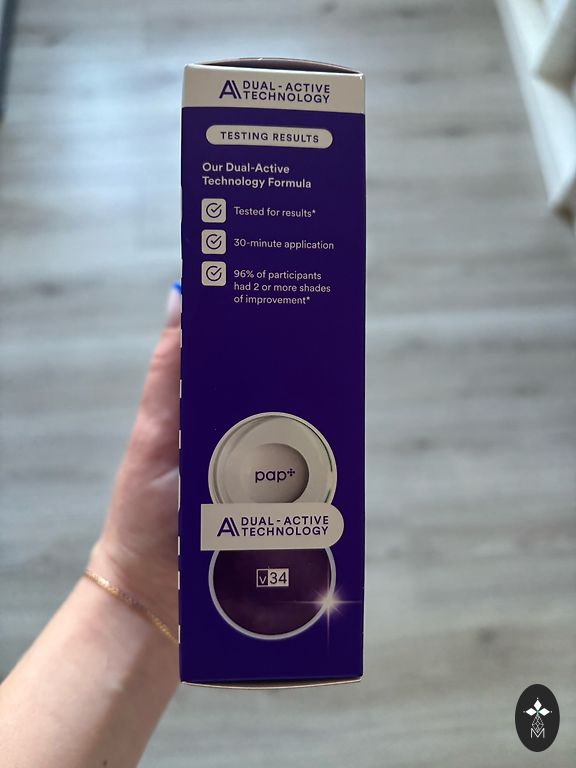 DUAL-ACTIVE
TECHNOLOGY
TESTING RESULTS
Our Dual-Active
Technology Formula
Tested for results*
30-minute application
96% of participants
had 2 or more shades
of improvement*
pap+
DUAL-ACTIVE
TECHNOLOGY
v34
M